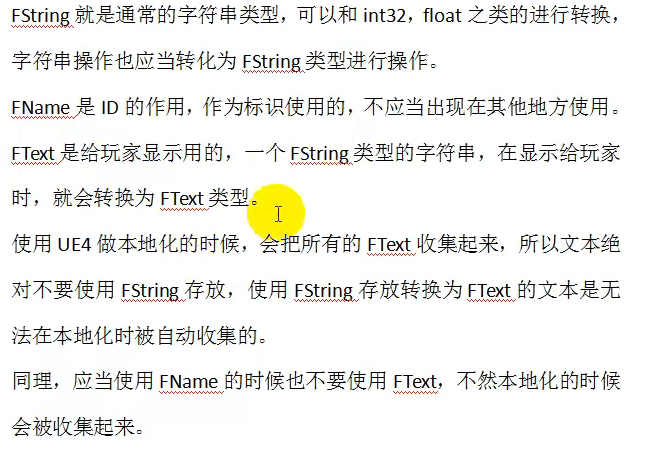 FString 就是通常的字符串类型，可以和 int32，float 之类的进行转换，
字符串操作也应当转化为 FString 类型进行操作。
FName 是 ID 的作用，作为标识使用的，不应当出现在其他地方使用。
FText 是给玩家显示用的，一个 FString 类型的字符串，在显示给玩家
时，就会转换为 FText 类型。
使用 UE4 做本地化的时候，会把所有的 FText 收集起来，所以文本绝
对不要使用 FString 存放，使用 FString 存放转换为 FText 的文本是无
法在本地化时被自动收集的。
同理，应当使用 FName 的时候也不要使用 FText，不然本地化的时候
会被收集起来。